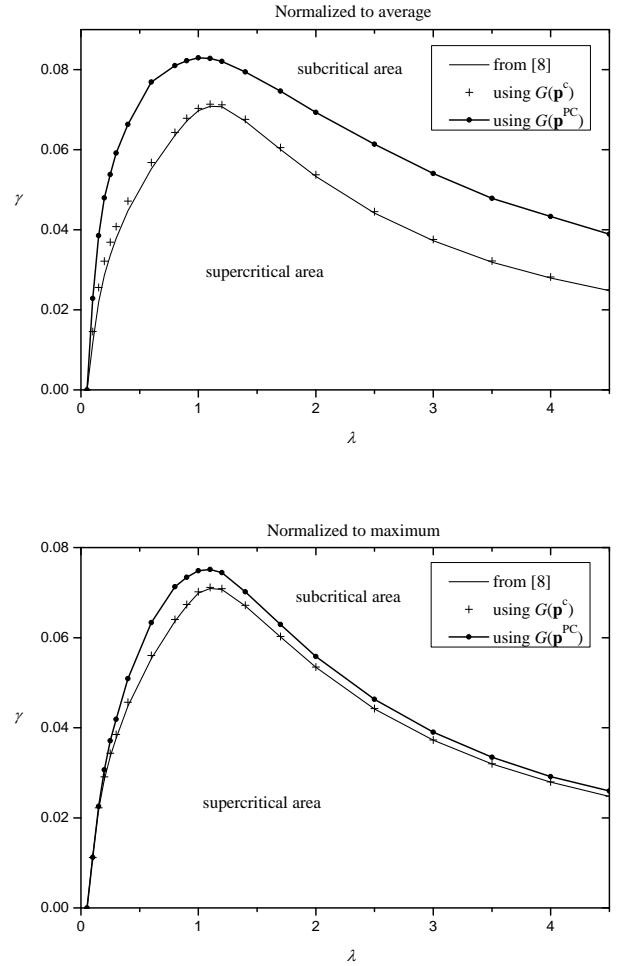 Normalized to average
0.08
0.06
0.04
0.02
0.00
γ
subcritical area
supercritical area
from [8]
using G(p^c)
using G(p^PC)
0 1 2 3 4
λ
Normalized to maximum
0.08
0.06
0.04
0.02
0.00
γ
subcritical area
supercritical area
from [8]
using G(p^c)
using G(p^PC)
0 1 2 3 4
λ